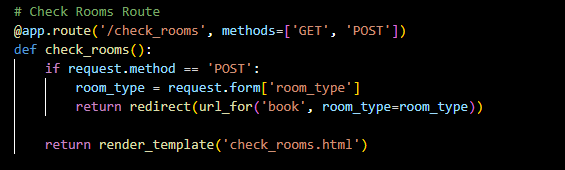 # Check Rooms Route
@app.route('/check_rooms', methods=['GET', 'POST'])
def check_rooms():
    if request.method == 'POST':
        room_type = request.form['room_type']
        return redirect(url_for('book', room_type=room_type))

    return render_template('check_rooms.html')